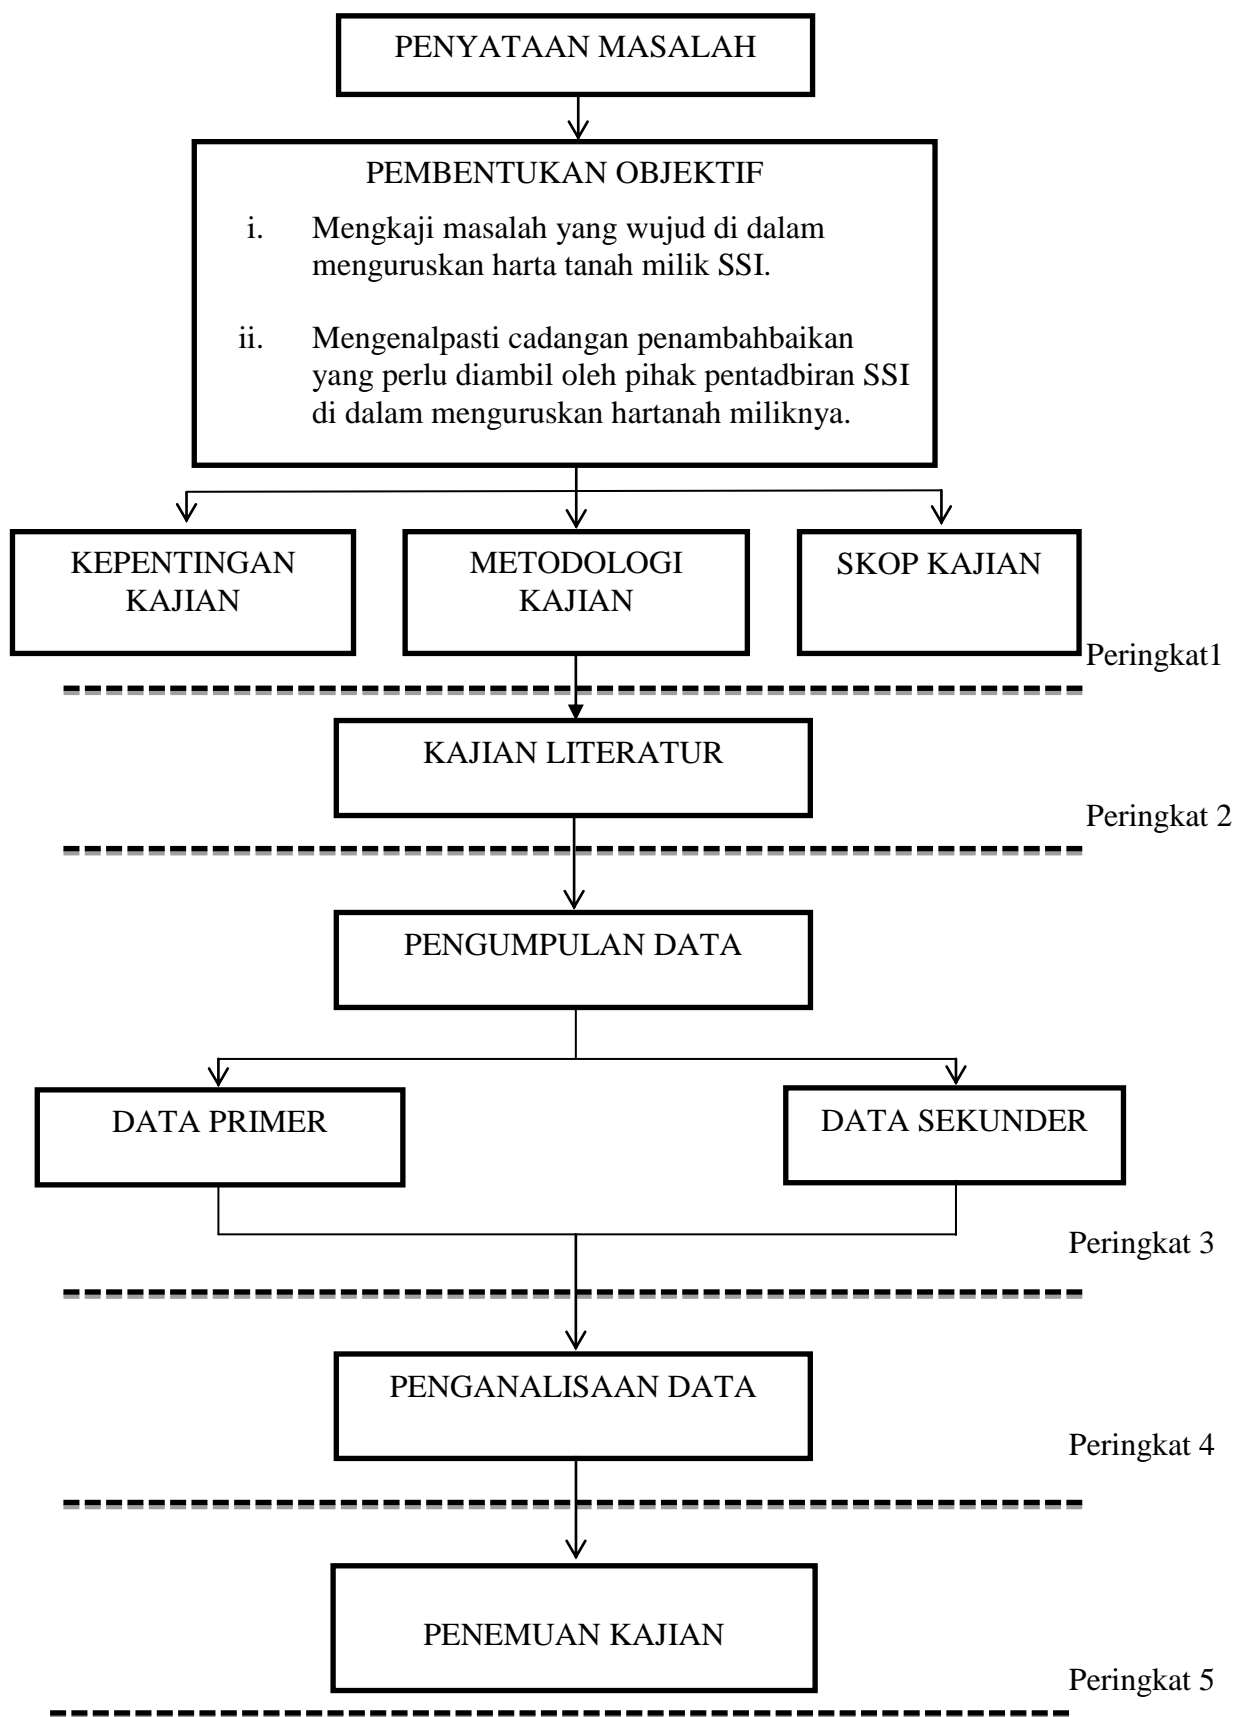 PENYATAAN MASALAH
PEMBENTUKAN OBJEKTIF
i. Mengkaji masalah yang wujud di dalam
menguruskan harta tanah milik SSI.
ii. Mengenalpasti cadangan penambahbaikan
yang perlu diambil oleh pihak pentadbiran SSI
di dalam menguruskan hartanah miliknya.
KEPENTINGAN
KAJIAN
METODOLOGI
KAJIAN
SKOP KAJIAN
Peringkat1
KAJIAN LITERATUR
Peringkat 2
PENGUMPULAN DATA
DATA PRIMER
DATA SEKUNDER
Peringkat 3
PENGANALISAAN DATA
Peringkat 4
PENEMUAN KAJIAN
Peringkat 5